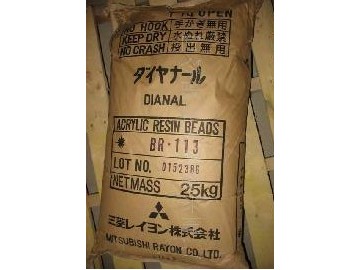 OPEN
NO HOOK 手かぎ無用
KEEP DRY 水ぬれ厳禁
NO CRASH 投出無用
ダイヤナール
DIANAL
ACRYLIC RESIN BEADS
BR-113
LOT NO. 0152386
NET MASS 25kg
三菱レイヨン株式会社
MITSUBISHI RAYON CO. LTD.